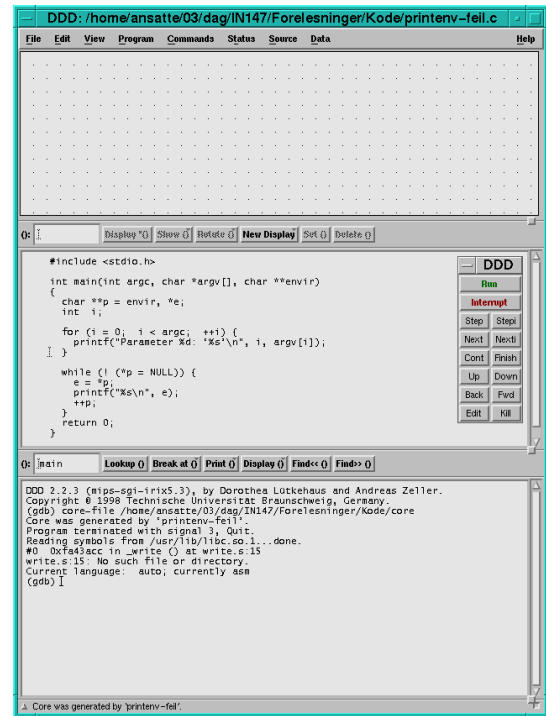 DDD: /home/ansatte/03/dag/IN147/Forelesninger/Kode/printenv-feil.c
File Edit View Program Commands Status Source Data Help
(): Display *() Show () Rotate () New Display Set () Delete ()
#include <stdio.h>
int main(int argc, char *argv[], char **envir)
{
char **p = envir, *e;
int i;
for (i = 0; i < argc; ++i) {
printf("Parameter %d: '%s'\n", i, argv[i]);
}
while (! (*p = NULL)) {
e = *p;
printf("%s\n", e);
++p;
}
return 0;
}
DDD
Run
Interrupt
Step Stepi
Next Nexti
Cont Finish
Up Down
Back Fwd
Edit Kill
(): main Lookup () Break at () Print () Display () Find<< () Find>> ()
DDD 2.2.3 (mips-sgi-irix5.3), by Dorothea Lütkehaus and Andreas Zeller.
Copyright © 1998 Technische Universität Braunschweig, Germany.
(gdb) core-file /home/ansatte/03/dag/IN147/Forelesninger/Kode/core
Core was generated by 'printenv-feil'.
Program terminated with signal 3, Quit.
Reading symbols from /usr/lib/libc.so.1...done.
#0 0xfa43acc in _write () at write.s:15
write.s:15: No such file or directory.
Current language: auto; currently asm
(gdb)
Core was generated by 'printenv-feil'.